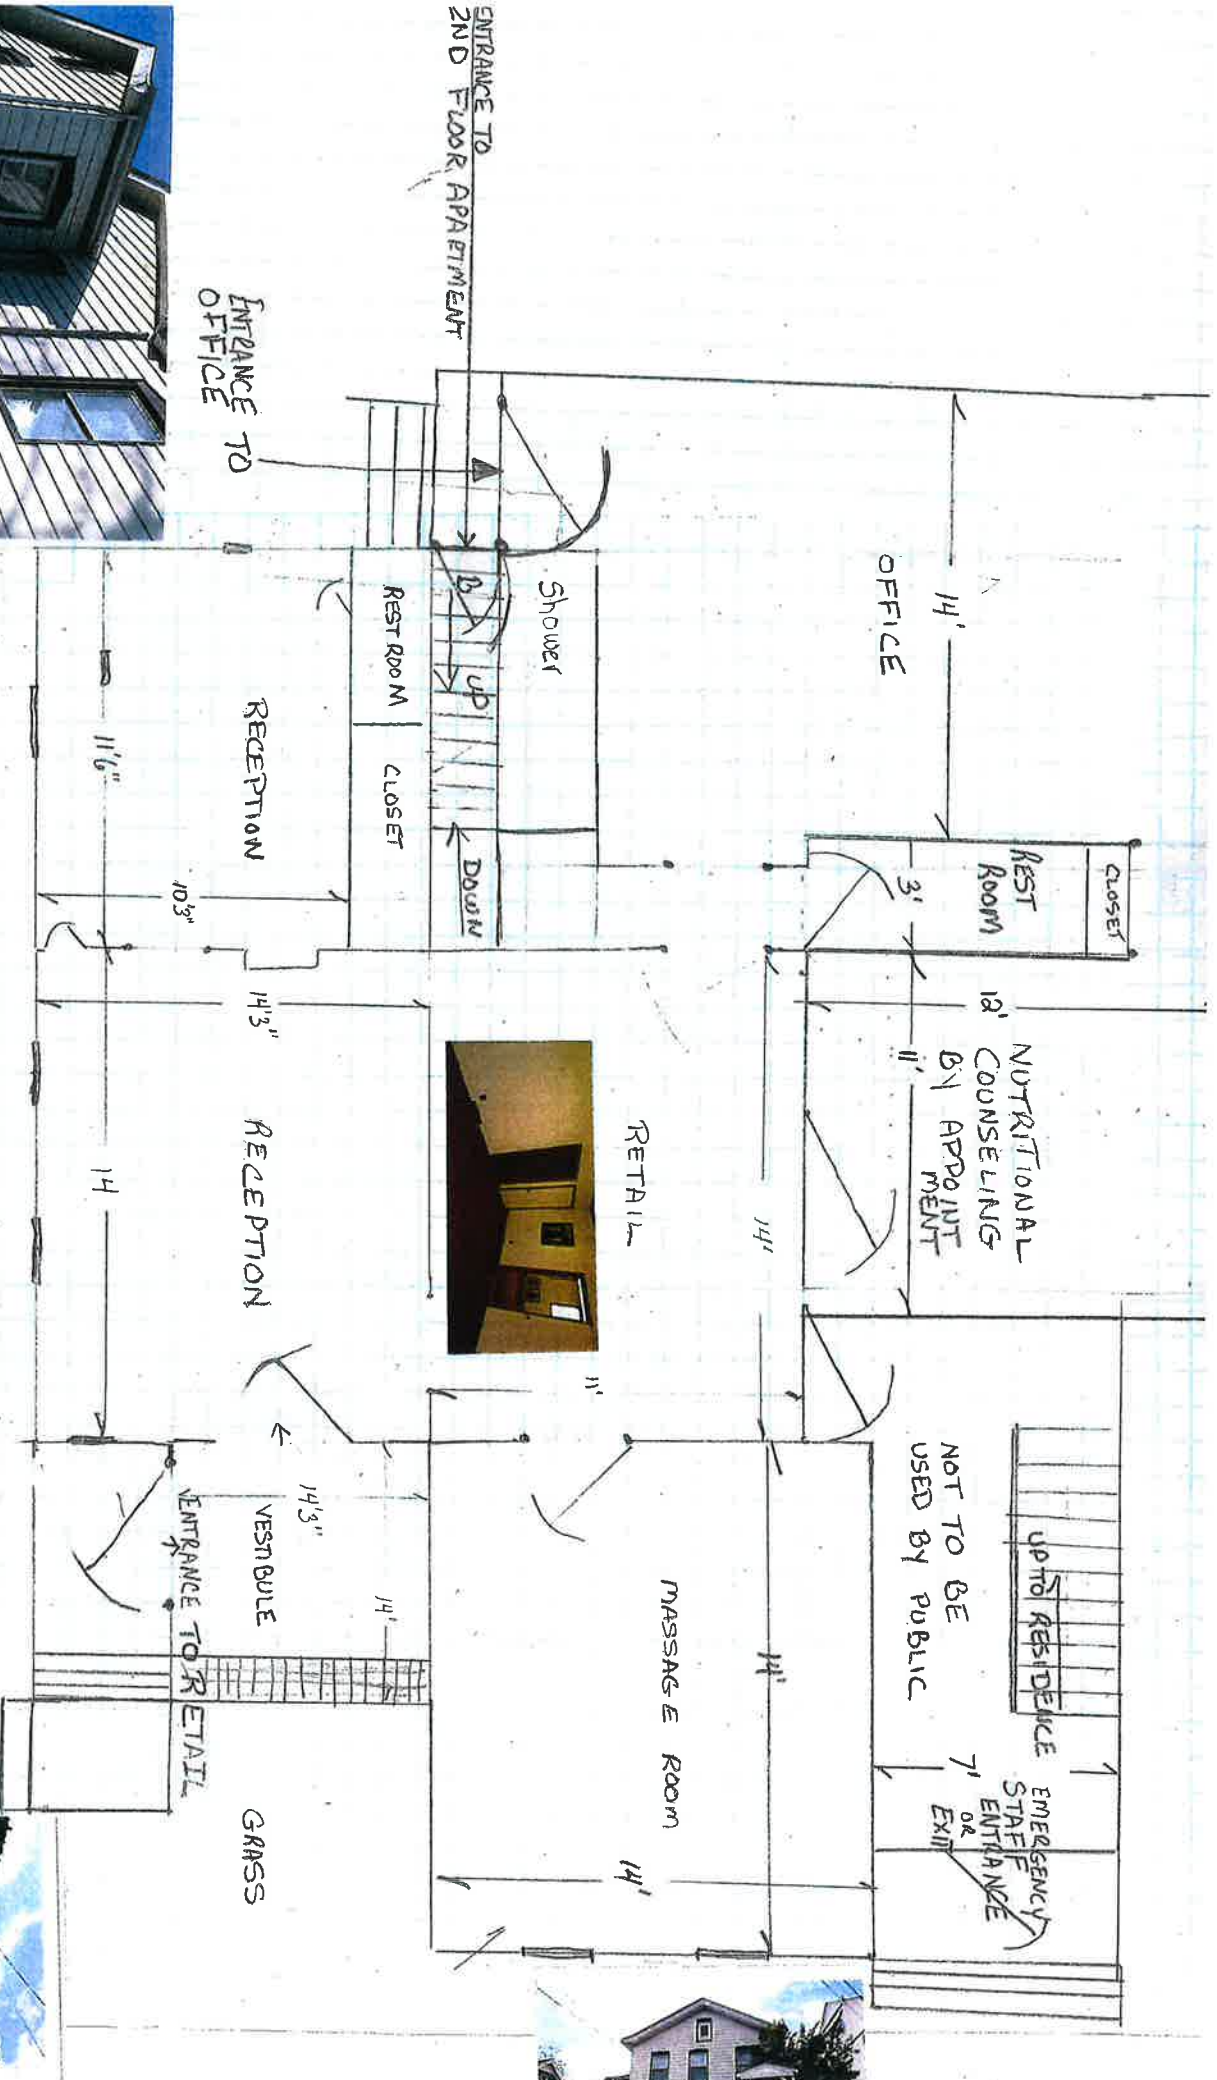 ENTRANCE TO
2ND FLOOR APARTMENT
ENTRANCE TO
OFFICE
14'
OFFICE
CLOSET
REST
ROOM
3'
Shower
UP
DOWN
REST ROOM
CLOSET
RECEPTION
11'6"
10'3"
12'
NUTRITIONAL
COUNSELING
BY APPOINT
MENT
11'
14'
RETAIL
14'3"
RECEPTION
14
11'
UP TO RESIDENCE
NOT TO BE
USED BY PUBLIC
7'
EMERGENCY
STAFF
ENTRANCE
OR
EXIT
14'
MASSAGE ROOM
14'
14'3"
VESTIBULE
14'
ENTRANCE TO RETAIL
GRASS